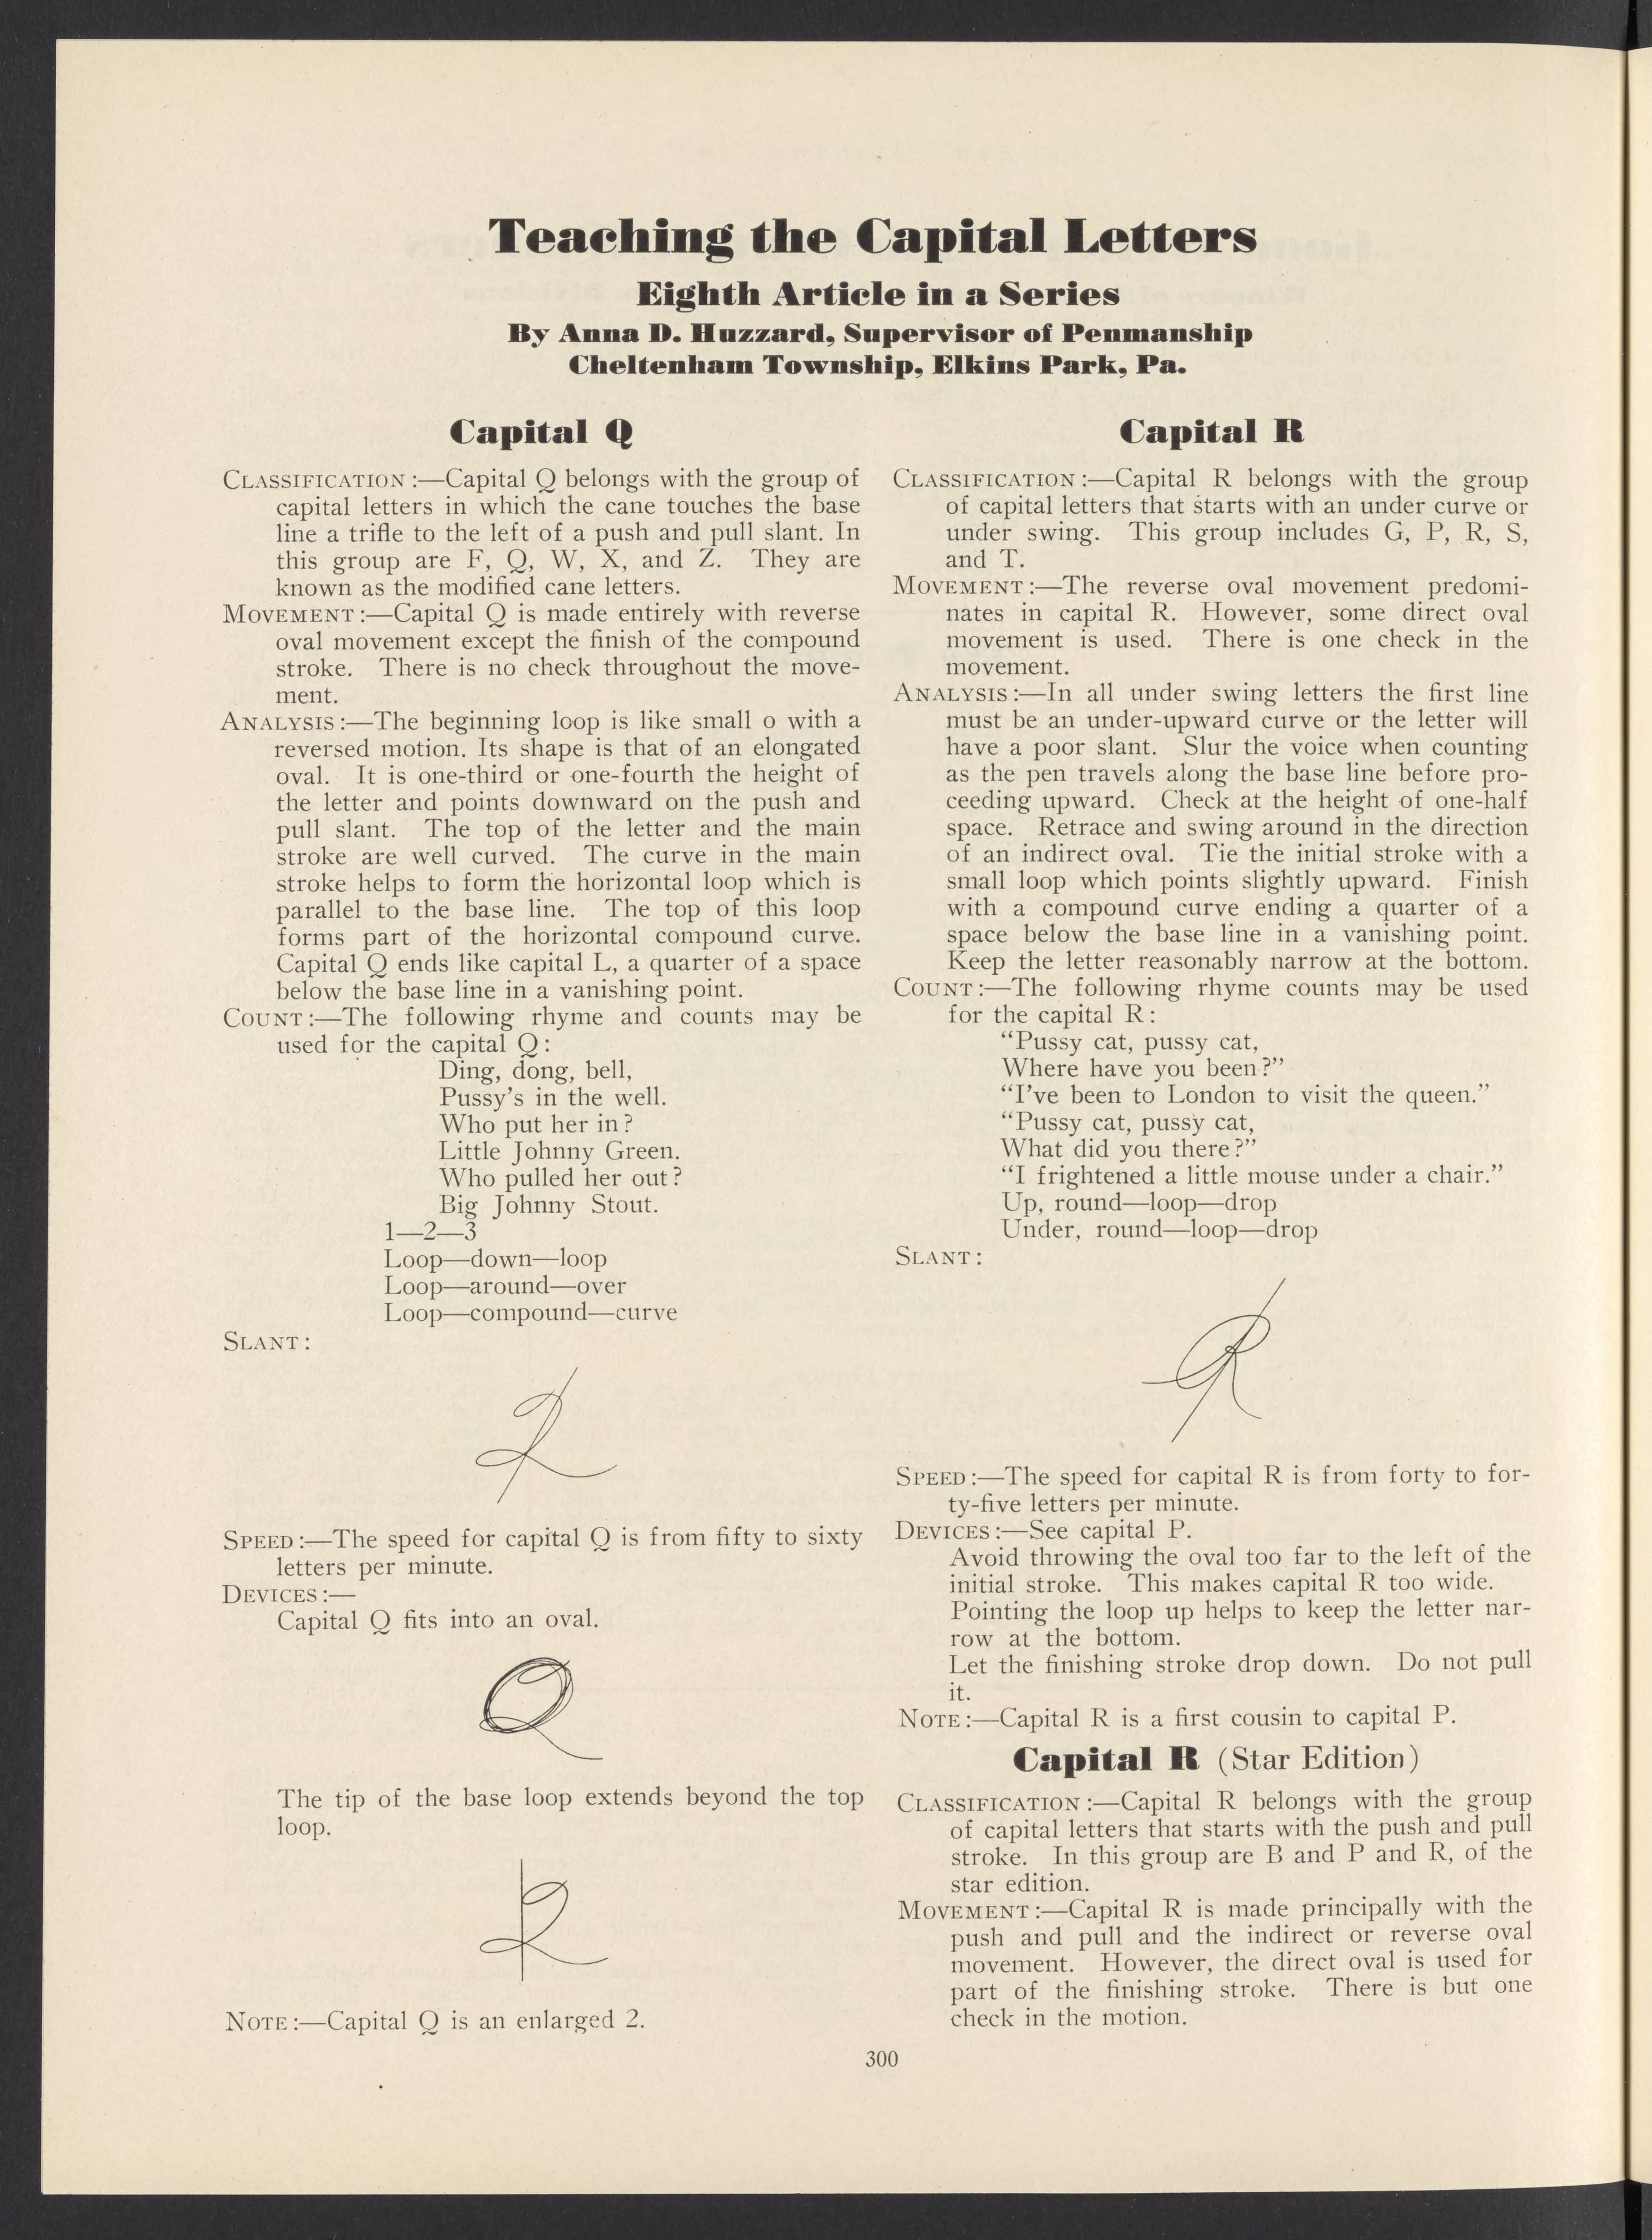 Teaching the Capital Letters
Eighth Article in a Series
By Anna D. Huzzard, Supervisor of Penmanship
Cheltenham Township, Elkins Park, Pa.
Capital Q
CLASSIFICATION:—Capital Q belongs with the group of
capital letters in which the cane touches the base
line a trifle to the left of a push and pull slant. In
this group are F, Q, W, X, and Z. They are
known as the modified cane letters.
MOVEMENT:—Capital Q is made entirely with reverse
oval movement except the finish of the compound
stroke. There is no check throughout the move-
ment.
ANALYSIS:—The beginning loop is like small o with a
reversed motion. Its shape is that of an elongated
oval. It is one-third or one-fourth the height of
the letter and points downward on the push and
pull slant. The top of the letter and the main
stroke are well curved. The curve in the main
stroke helps to form the horizontal loop which is
parallel to the base line. The top of this loop
forms part of the horizontal compound curve.
Capital Q ends like capital L, a quarter of a space
below the base line in a vanishing point.
COUNT:—The following rhyme and counts may be
used for the capital Q:
Ding, dong, bell,
Pussy's in the well.
Who put her in?
Little Johnny Green.
Who pulled her out?
Big Johnny Stout.
1—2—3
Loop—down—loop
Loop—around—over
Loop—compound—curve
SLANT:
Q
SPEED:—The speed for capital Q is from fifty to sixty
letters per minute.
DEVICES:—
Capital Q fits into an oval.
Q
The tip of the base loop extends beyond the top
loop.
Q
NOTE:—Capital Q is an enlarged 2.
Capital R
CLASSIFICATION:—Capital R belongs with the group
of capital letters that starts with an under curve or
under swing. This group includes G, P, R, S,
and T.
MOVEMENT:—The reverse oval movement predomi-
nates in capital R. However, some direct oval
movement is used. There is one check in the
movement.
ANALYSIS:—In all under swing letters the first line
must be an under-upward curve or the letter will
have a poor slant. Slur the voice when counting
as the pen travels along the base line before pro-
ceeding upward. Check at the height of one-half
space. Retrace and swing around in the direction
of an indirect oval. Tie the initial stroke with a
small loop which points slightly upward. Finish
with a compound curve ending a quarter of a
space below the base line in a vanishing point.
Keep the letter reasonably narrow at the bottom.
COUNT:—The following rhyme counts may be used
for the capital R:
"Pussy cat, pussy cat,
Where have you been?"
"I've been to London to visit the queen."
"Pussy cat, pussy cat,
What did you there?"
"I frightened a little mouse under a chair."
Up, round—loop—drop
Under, round—loop—drop
SLANT:
R
SPEED:—The speed for capital R is from forty to for-
ty-five letters per minute.
DEVICES:—See capital P.
Avoid throwing the oval too far to the left of the
initial stroke. This makes capital R too wide.
Pointing the loop up helps to keep the letter nar-
row at the bottom.
Let the finishing stroke drop down. Do not pull
it.
NOTE:—Capital R is a first cousin to capital P.
Capital R (Star Edition)
CLASSIFICATION:—Capital R belongs with the group
of capital letters that starts with the push and pull
stroke. In this group are B and P and R, of the
star edition.
MOVEMENT:—Capital R is made principally with the
push and pull and the indirect or reverse oval
movement. However, the direct oval is used for
part of the finishing stroke. There is but one
check in the motion.
300